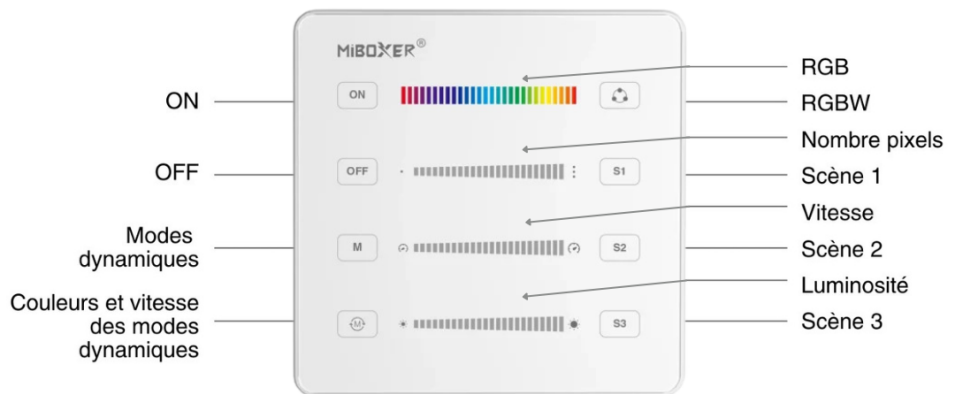 MIBOXER®
RGB
ON
ON
RGBW
Nombre pixels
OFF
OFF
S1
Scène 1
Vitesse
Modes
dynamiques
M
S2
Scène 2
Luminosité
Couleurs et vitesse
des modes
dynamiques
M
S3
Scène 3